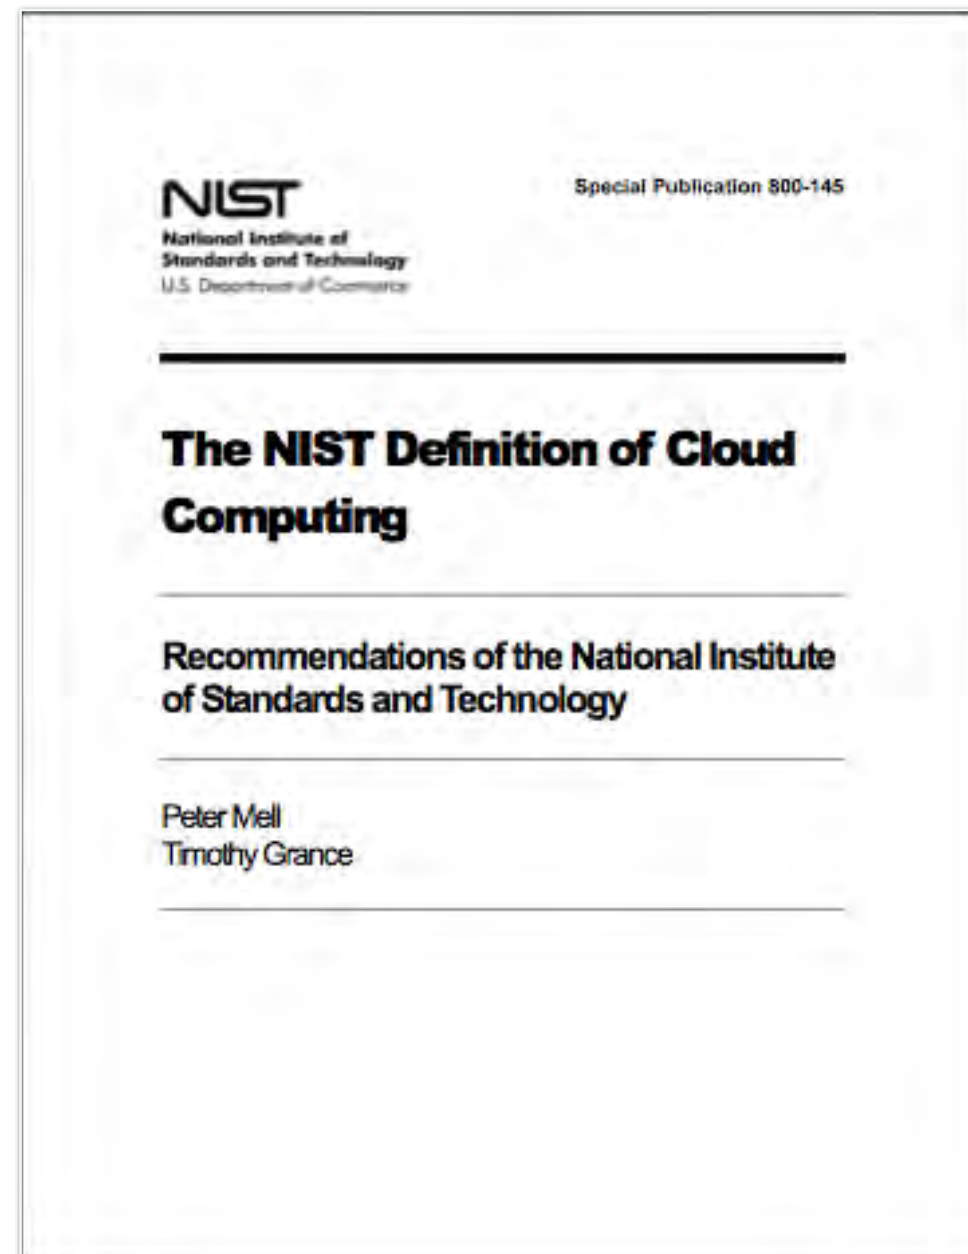 NIST
Special Publication 800-145
National Institute of
Standards and Technology
U.S. Department of Commerce
The NIST Definition of Cloud
Computing
Recommendations of the National Institute
of Standards and Technology
Peter Mell
Timothy Grance